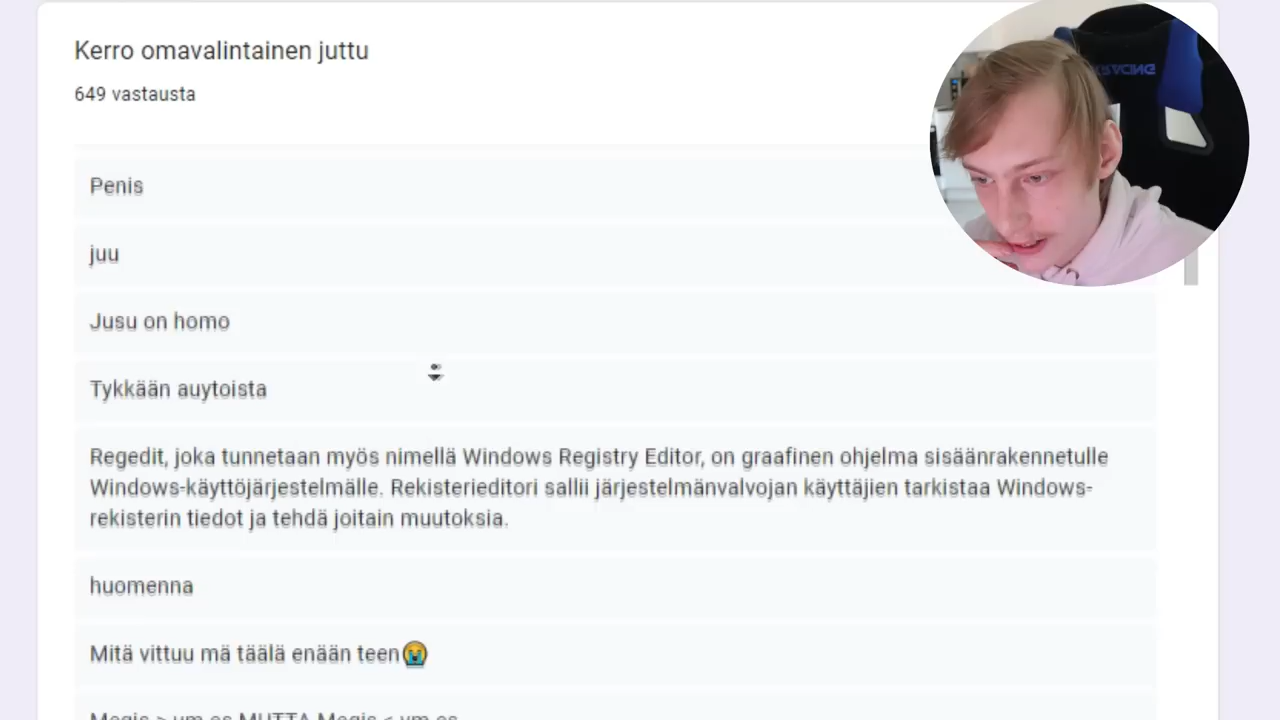 Kerro omavalintainen juttu
649 vastausta
Penis
juu
Jusu on homo
Tykkään auytoista
Regedit, joka tunnetaan myös nimellä Windows Registry Editor, on graafinen ohjelma sisäänrakennetulle
Windows-käyttöjärjestelmälle. Rekisterieditori sallii järjestelmänvalvojan käyttäjien tarkistaa Windows-
rekisterin tiedot ja tehdä joitain muutoksia.
huomenna
Mitä vittuu mä täälä enään teen😭